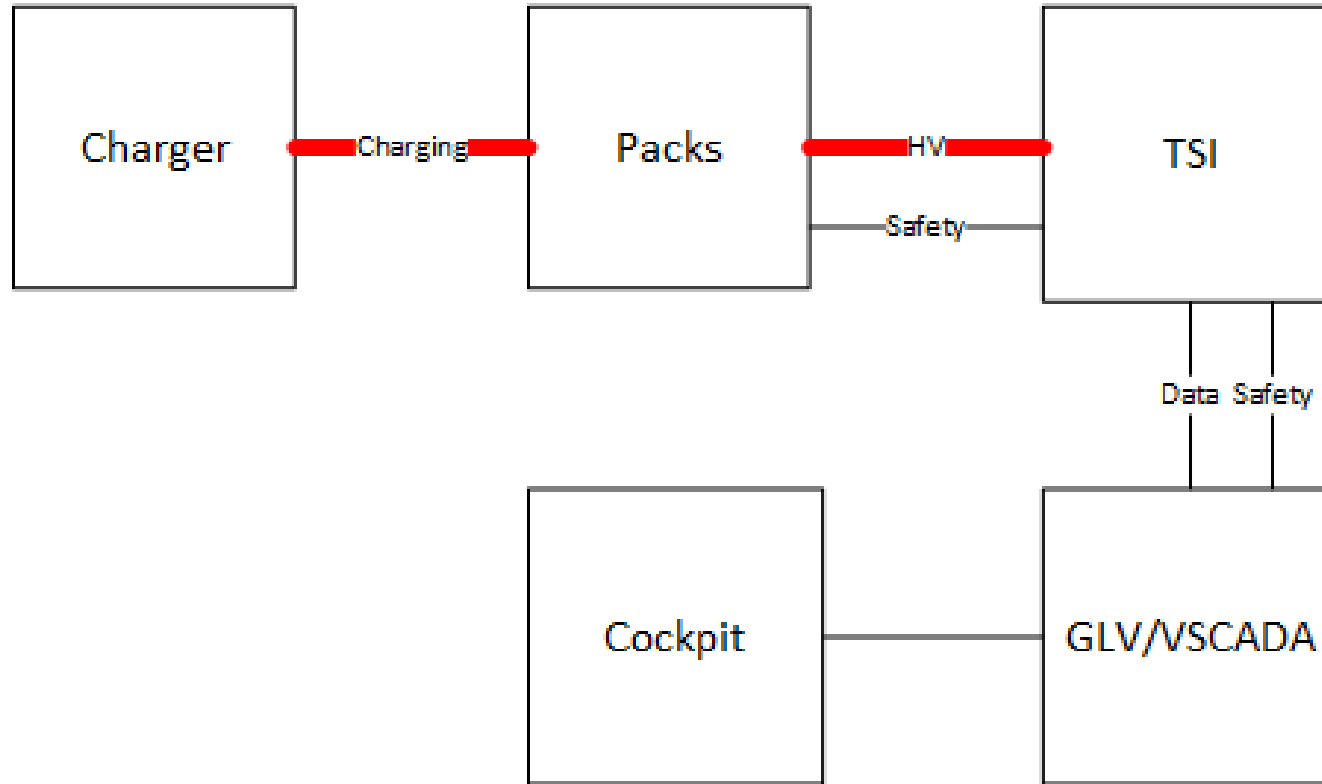 Charger
Charging
Packs
HV
TSI
Safety
Data Safety
Cockpit
GLV/VSCADA